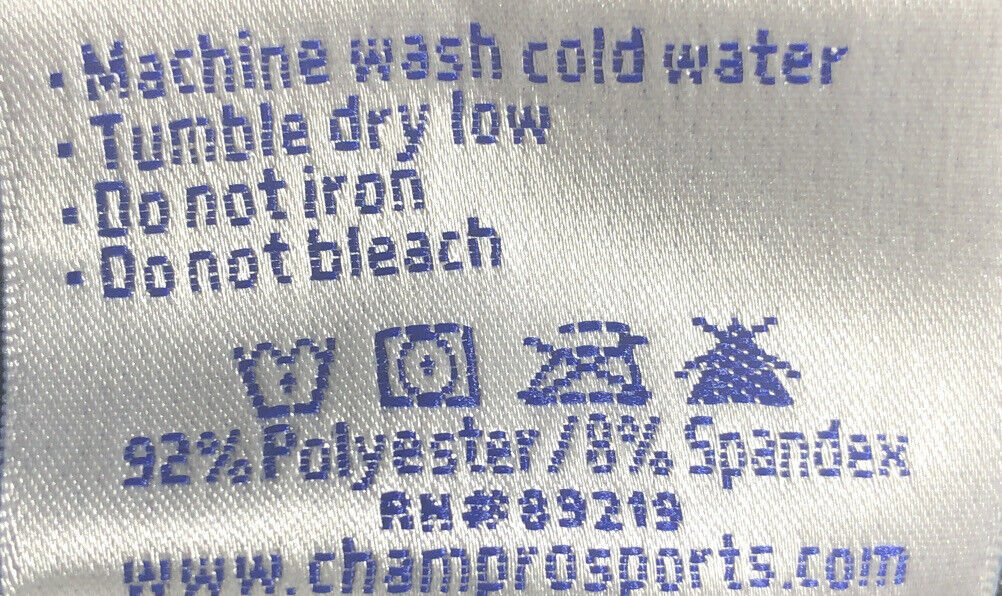 · Machine wash cold water
· Tumble dry low
· Do not iron
· Do not bleach
92% Polyester/8% Spandex
RN#89219
www.champrosports.com